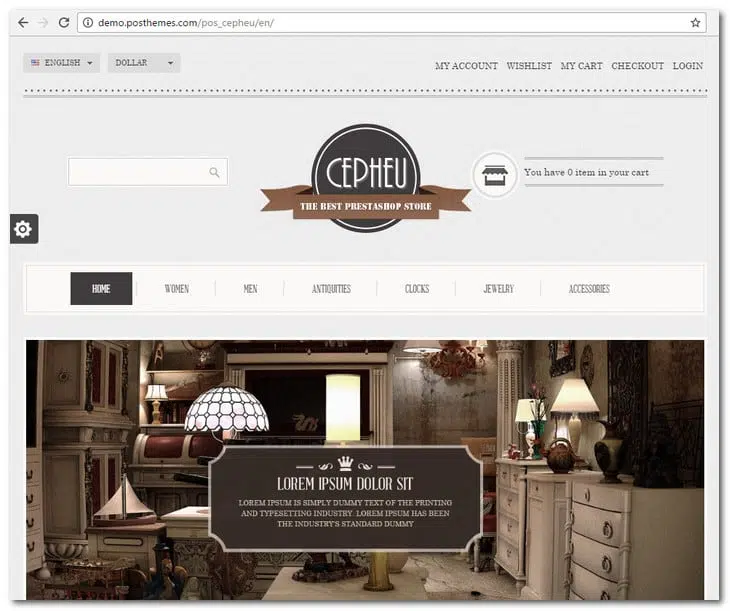 demo.posthemes.com/pos_cepheu/en/
ENGLISH
DOLLAR
MY ACCOUNT
WISHLIST
MY CART
CHECKOUT
LOGIN
CEPHEU
THE BEST PRESTASHOP STORE
You have 0 item in your cart
HOME
WOMEN
MEN
ANTIQUITIES
CLOCKS
JEWELRY
ACCESSORIES
LOREM IPSUM DOLOR SIT
LOREM IPSUM IS SIMPLY DUMMY TEXT OF THE PRINTING
AND TYPESETTING INDUSTRY. LOREM IPSUM HAS BEEN
THE INDUSTRY'S STANDARD DUMMY